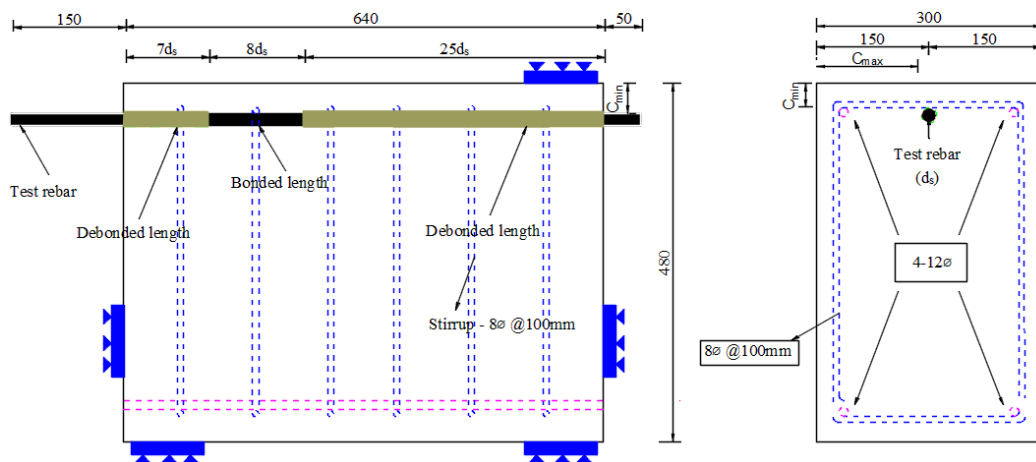 150
640
50
7dₛ
8dₛ
25dₛ
Cmin
Test rebar
Bonded length
Debonded length
Debonded length
Stirrup - 8ø @100mm
480
300
150
150
Cmax
Cmin
Test rebar
(dₛ)
4-12ø
8ø @100mm